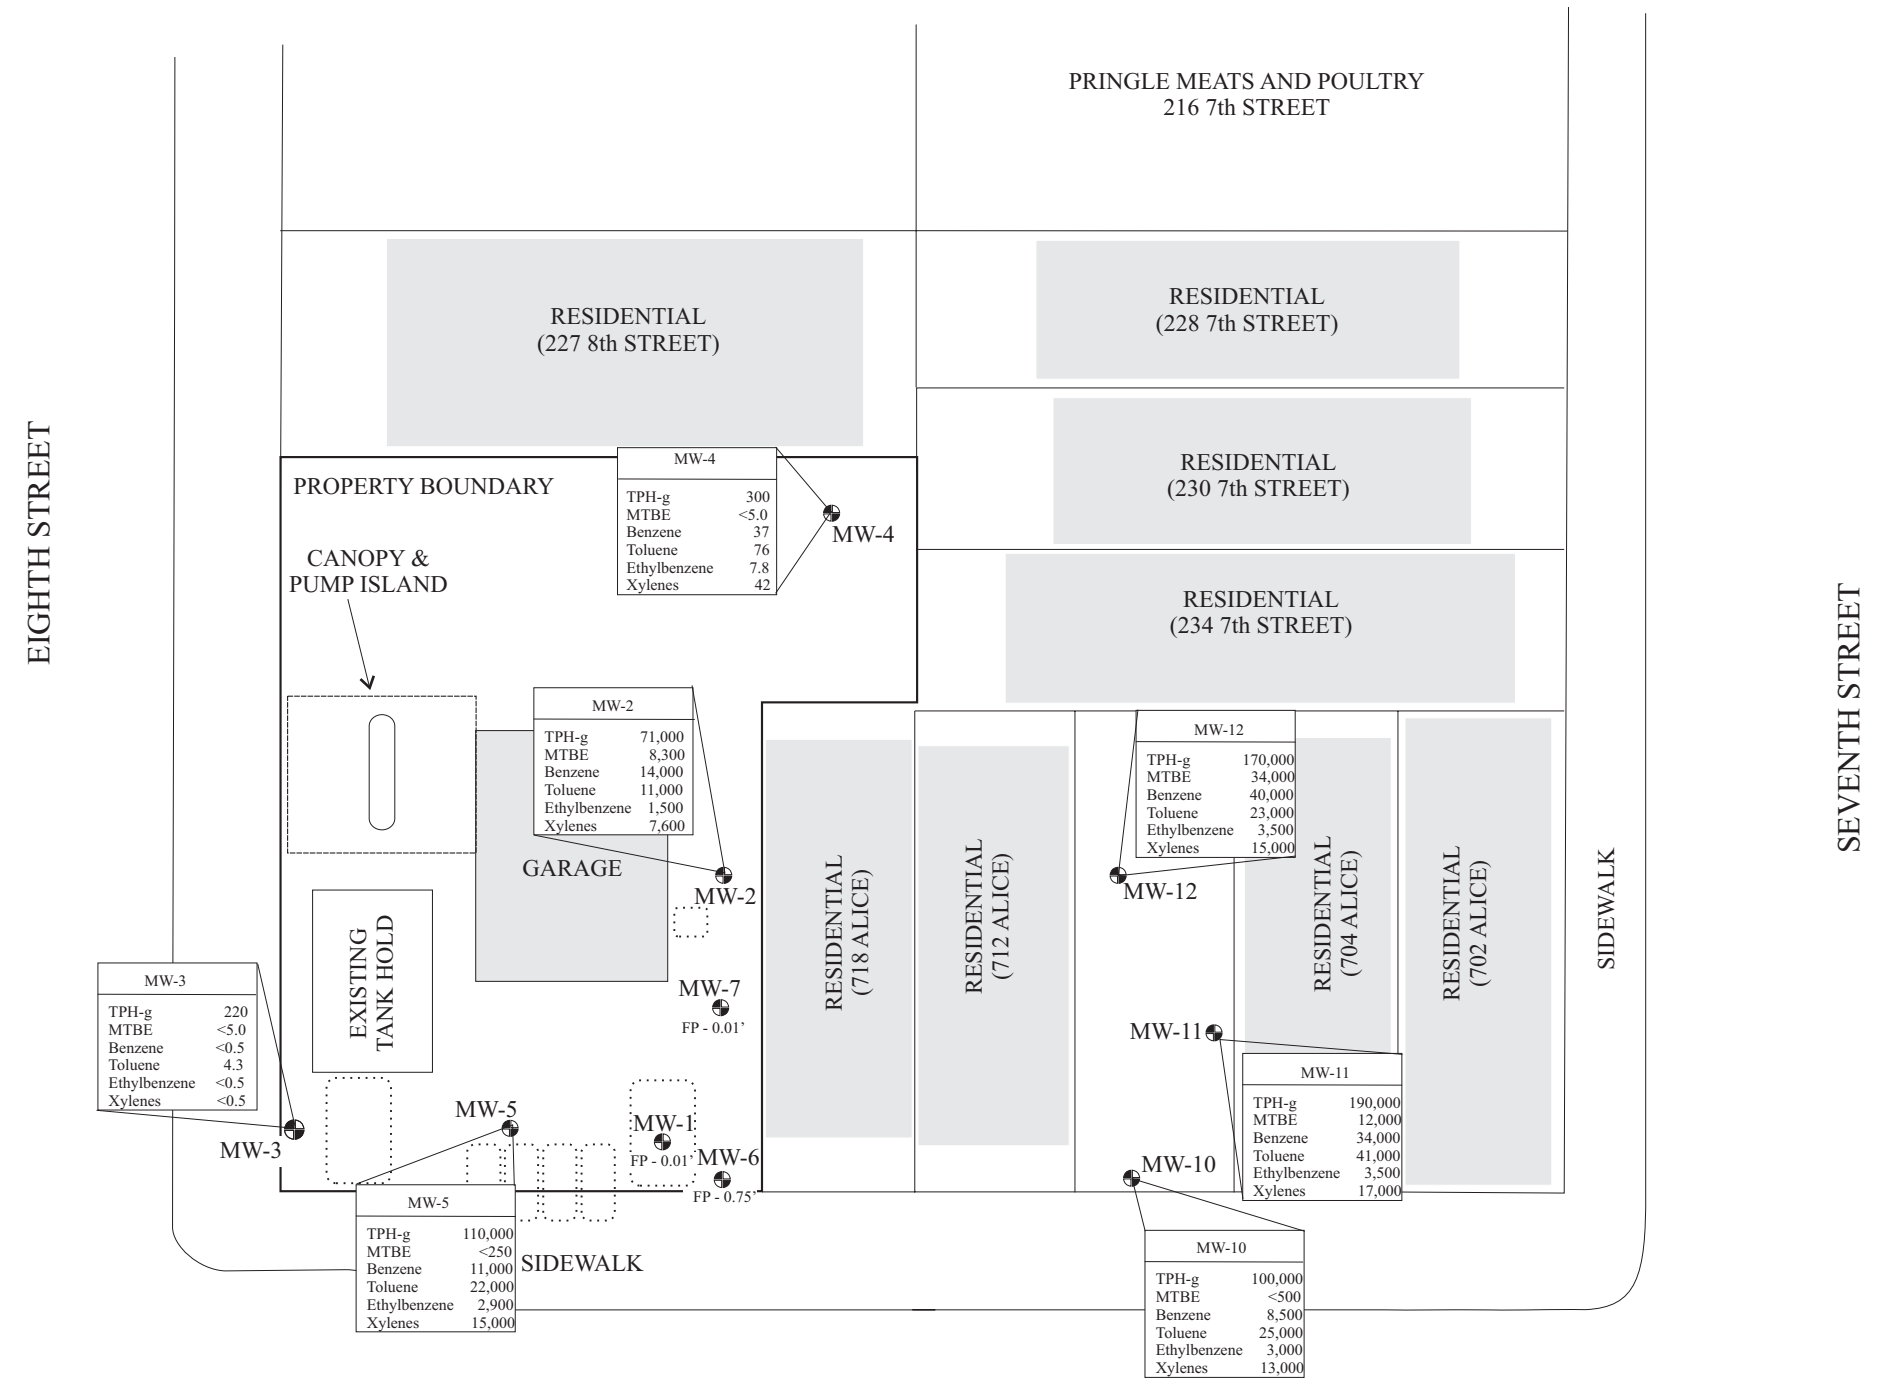 PRINGLE MEATS AND POULTRY
216 7th STREET
RESIDENTIAL
(227 8th STREET)
RESIDENTIAL
(228 7th STREET)
RESIDENTIAL
(230 7th STREET)
RESIDENTIAL
(234 7th STREET)
EIGHTH STREET
SEVENTH STREET
PROPERTY BOUNDARY
MW-4
TPH-g 300
MTBE <5.0
Benzene 37
Toluene 76
Ethylbenzene 7.8
Xylenes 42
MW-4
CANOPY &
PUMP ISLAND
MW-2
TPH-g 71,000
MTBE 8,300
Benzene 14,000
Toluene 11,000
Ethylbenzene 1,500
Xylenes 7,600
GARAGE
MW-2
MW-12
TPH-g 170,000
MTBE 34,000
Benzene 40,000
Toluene 23,000
Ethylbenzene 3,500
Xylenes 15,000
MW-12
RESIDENTIAL
(718 ALICE)
RESIDENTIAL
(712 ALICE)
RESIDENTIAL
(704 ALICE)
RESIDENTIAL
(702 ALICE)
SIDEWALK
EXISTING
TANK HOLD
MW-3
TPH-g 220
MTBE <5.0
Benzene <0.5
Toluene 4.3
Ethylbenzene <0.5
Xylenes <0.5
MW-3
MW-7
FP - 0.01’
MW-5
MW-1
FP - 0.01’
MW-6
FP - 0.75’
MW-11
MW-11
TPH-g 190,000
MTBE 12,000
Benzene 34,000
Toluene 41,000
Ethylbenzene 3,500
Xylenes 17,000
MW-10
MW-5
TPH-g 110,000
MTBE <250
Benzene 11,000
Toluene 22,000
Ethylbenzene 2,900
Xylenes 15,000
SIDEWALK
MW-10
TPH-g 100,000
MTBE <500
Benzene 8,500
Toluene 25,000
Ethylbenzene 3,000
Xylenes 13,000